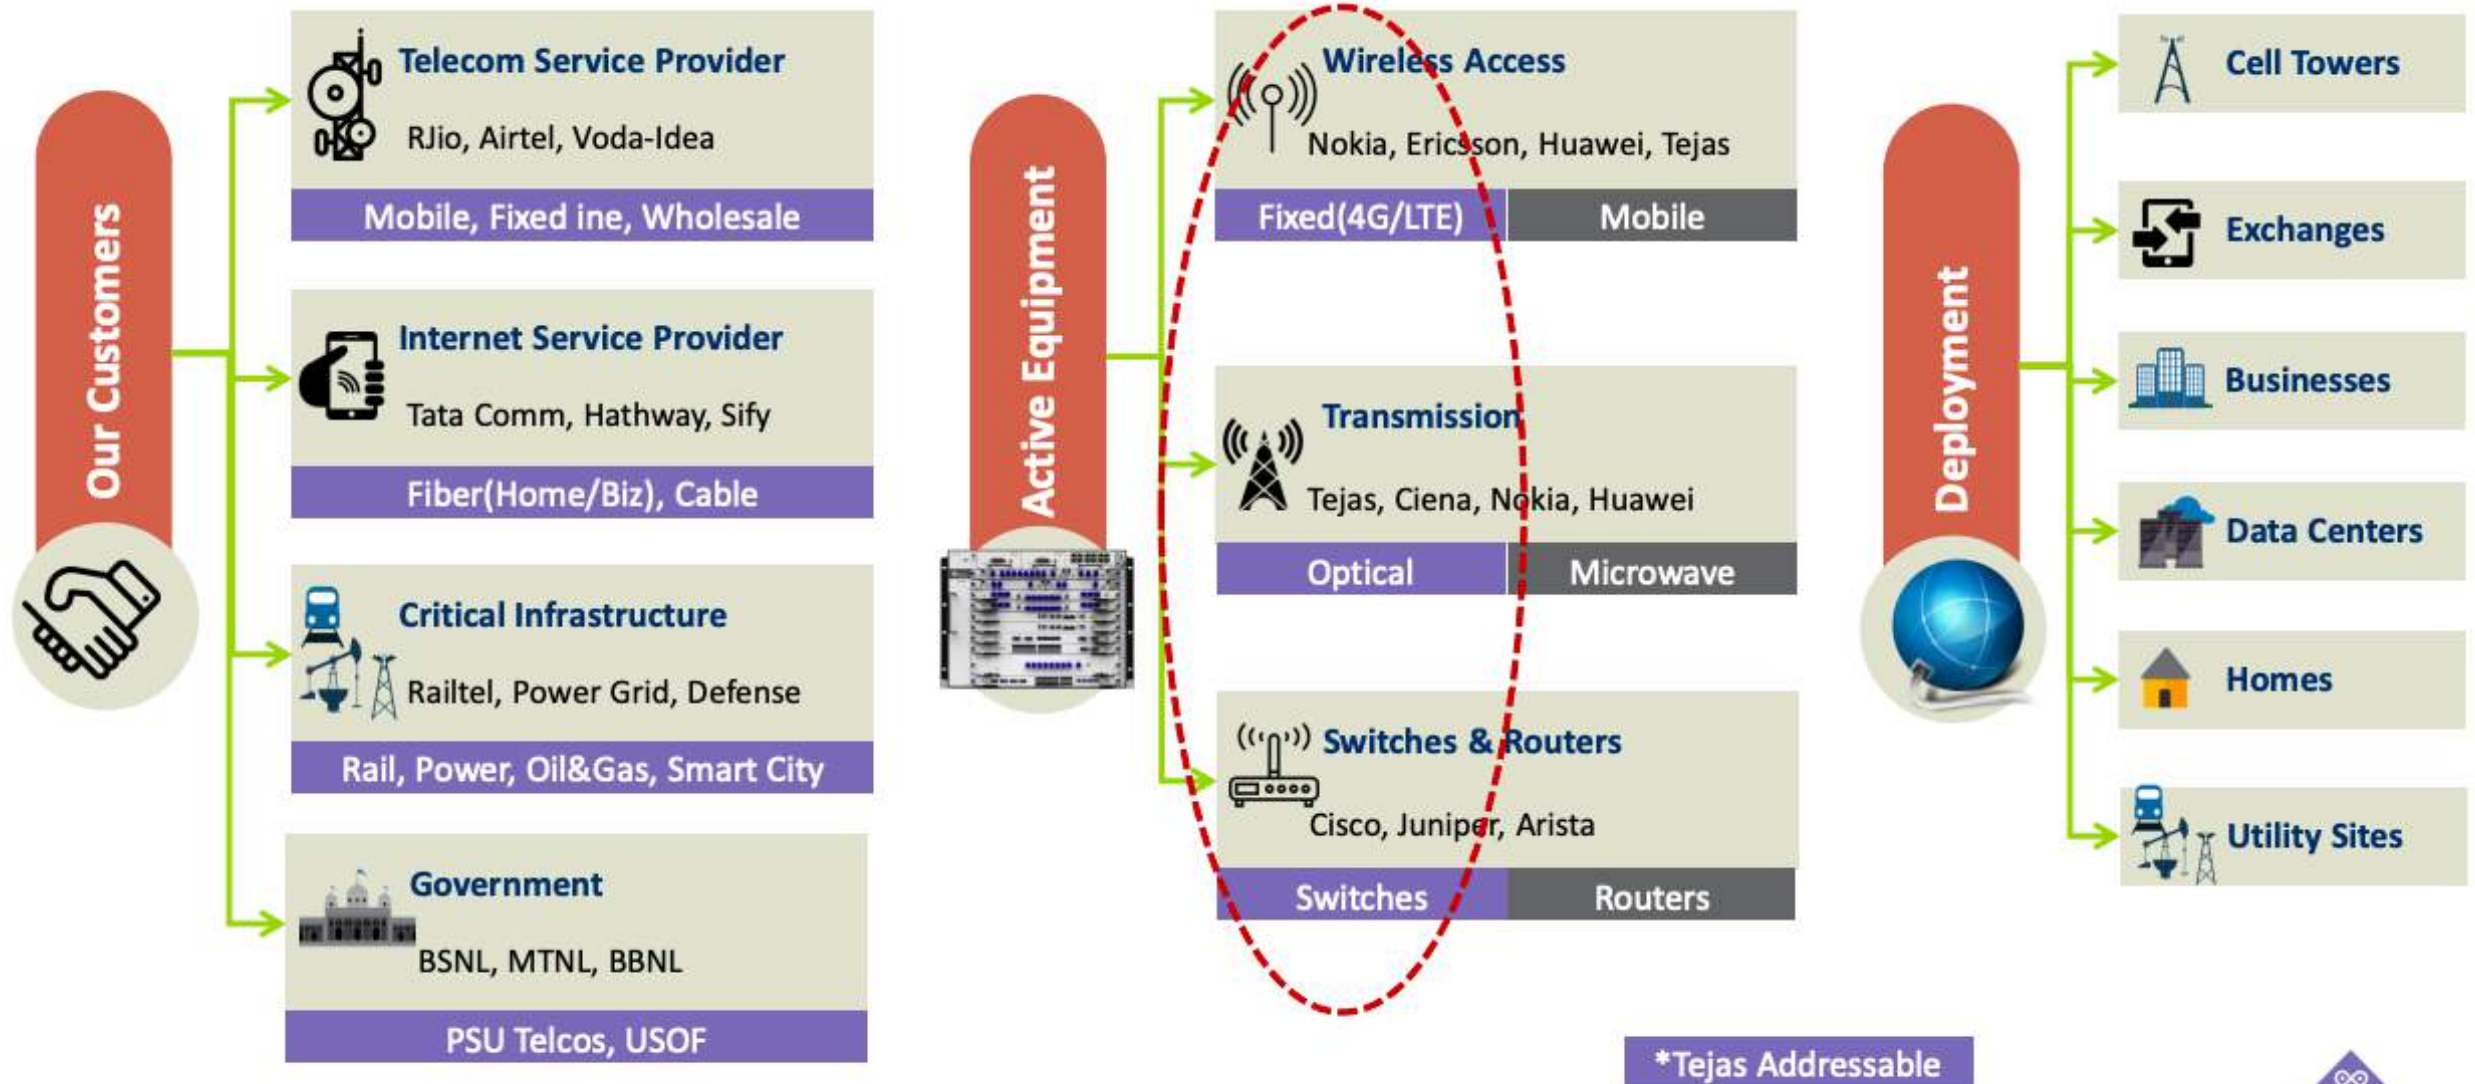 Our Customers
Telecom Service Provider
RJio, Airtel, Voda-Idea
Mobile, Fixed ine, Wholesale
Internet Service Provider
Tata Comm, Hathway, Sify
Fiber(Home/Biz), Cable
Critical Infrastructure
Railtel, Power Grid, Defense
Rail, Power, Oil&Gas, Smart City
Government
BSNL, MTNL, BBNL
PSU Telcos, USOF
Active Equipment
Wireless Access
Nokia, Ericsson, Huawei, Tejas
Fixed(4G/LTE)
Mobile
Transmission
Tejas, Ciena, Nokia, Huawei
Optical
Microwave
Switches & Routers
Cisco, Juniper, Arista
Switches
Routers
Deployment
Cell Towers
Exchanges
Businesses
Data Centers
Homes
Utility Sites
*Tejas Addressable